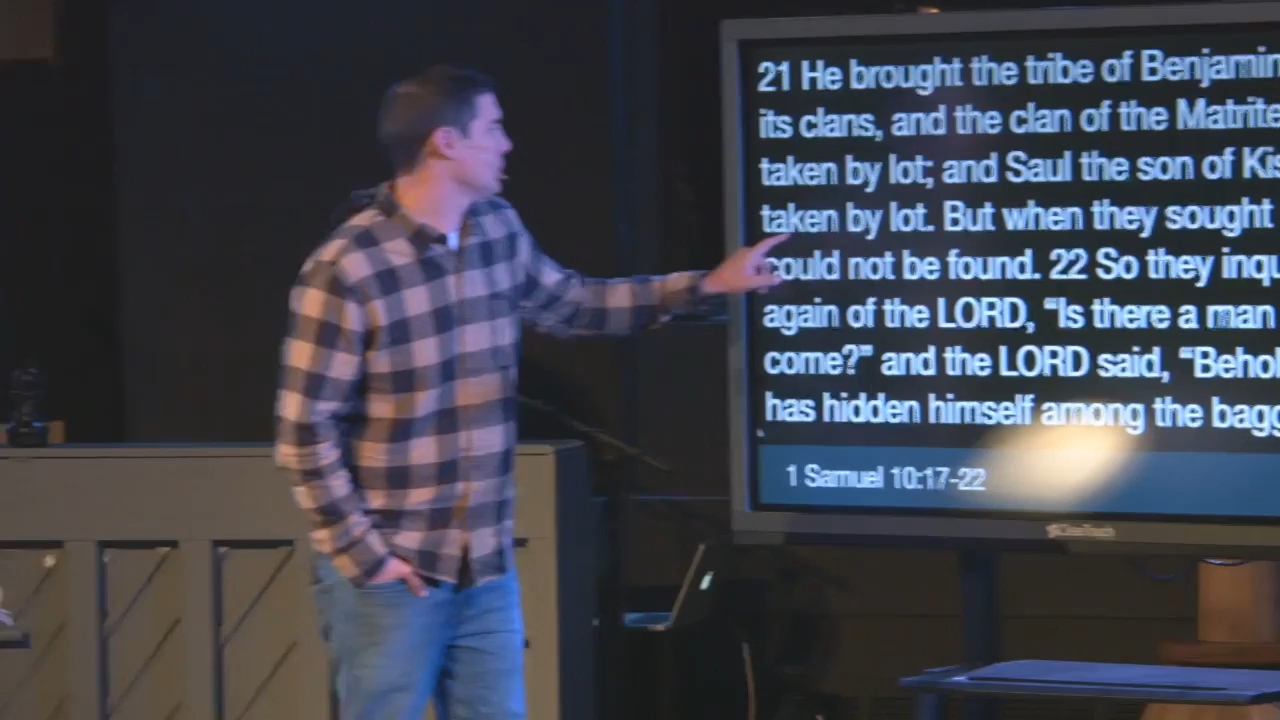 21 He brought the tribe of Benjamin
its clans, and the clan of the Matrite
taken by lot; and Saul the son of Kis
taken by lot. But when they sought
could not be found. 22 So they inqu
again of the LORD, “Is there a man
come?” and the LORD said, “Behol
has hidden himself among the bagg
1 Samuel 10:17-22